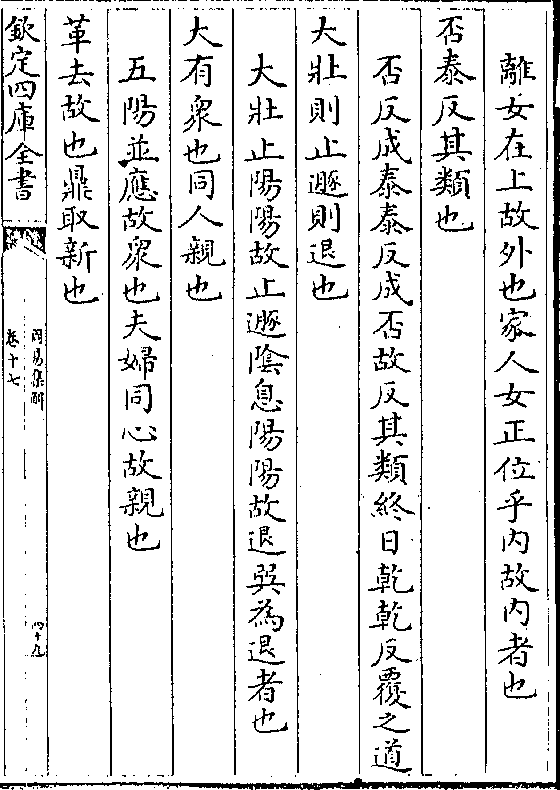 離女在上故外也家人女正位乎内故内者也
否泰反其類也
否反成泰泰反成否故反其類終日乾乾反覆之道
大壯則止遯則退也
大壯止陽陽故止遯陰息陽陽故退巽為退者也
大有衆也同人親也
五陽並應故衆也夫婦同心故親也
革去故也鼎取新也
欽定四庫全書
周易集解
卷十七
四十九